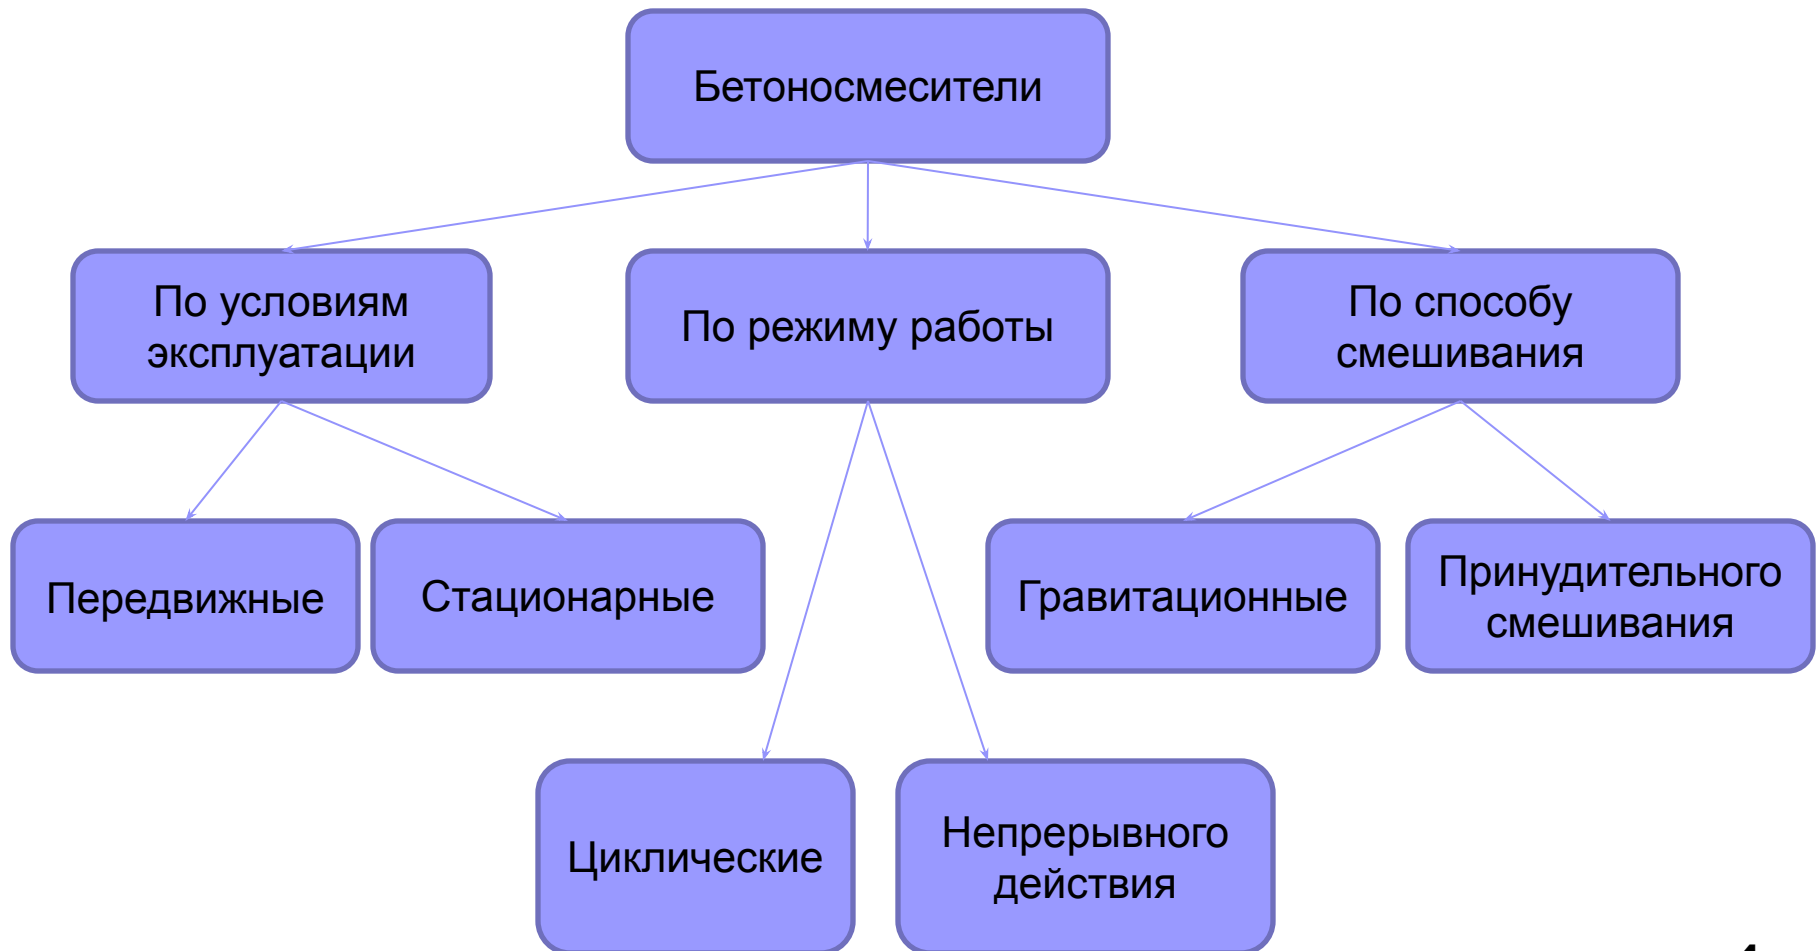 Бетоносмесители
По условиям
эксплуатации
По режиму работы
По способу
смешивания
Передвижные
Стационарные
Гравитационные
Принудительного
смешивания
Циклические
Непрерывного
действия